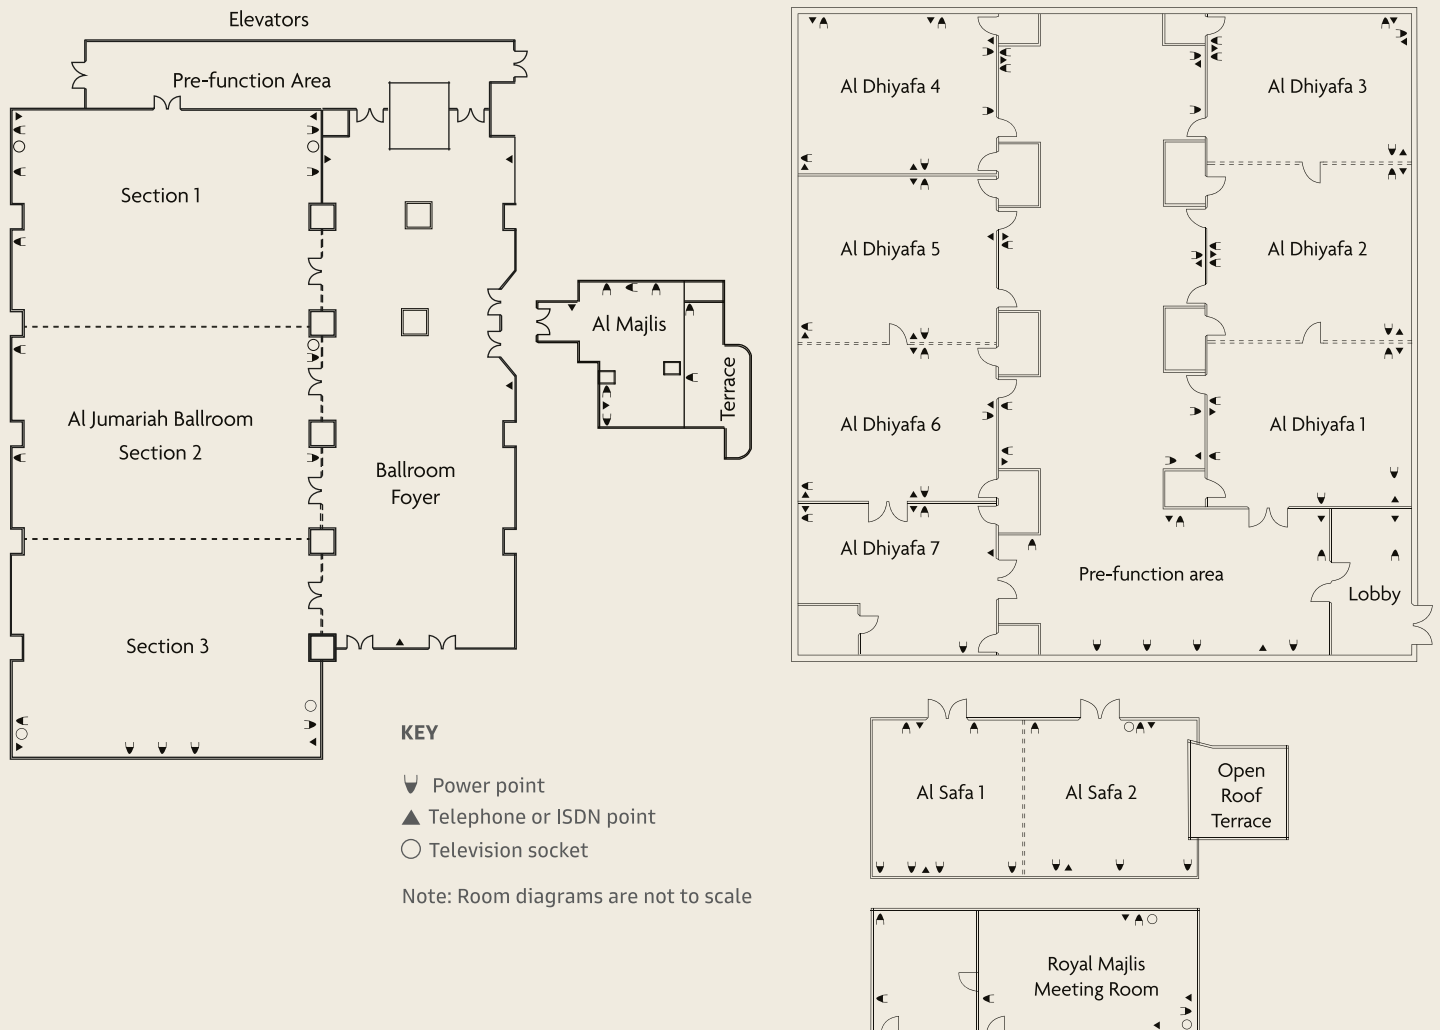 Elevators
Pre-function Area
Section 1
Al Jumariah Ballroom
Section 2
Ballroom
Foyer
Section 3
Al Majlis
Terrace
Al Dhiyafa 4
Al Dhiyafa 3
Al Dhiyafa 5
Al Dhiyafa 2
Al Dhiyafa 6
Al Dhiyafa 1
Al Dhiyafa 7
Pre-function area
Lobby
KEY
Power point
Telephone or ISDN point
Television socket
Note: Room diagrams are not to scale
Al Safa 1
Al Safa 2
Open
Roof
Terrace
Royal Majlis
Meeting Room